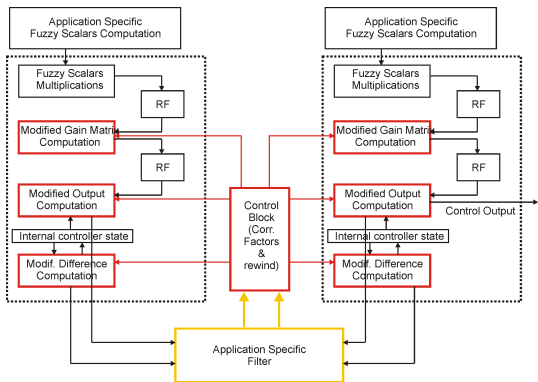 Application Specific
Fuzzy Scalars Computation
Fuzzy Scalars
Multiplications
RF
Modified Gain Matrix
Computation
RF
Modified Output
Computation
Internal controller state
Modif. Difference
Computation
Control
Block
(Corr.
Factors
&
rewind)
Application Specific
Fuzzy Scalars Computation
Fuzzy Scalars
Multiplications
RF
Modified Gain Matrix
Computation
RF
Modified Output
Computation
Control Output
Internal controller state
Modif. Difference
Computation
Application Specific
Filter